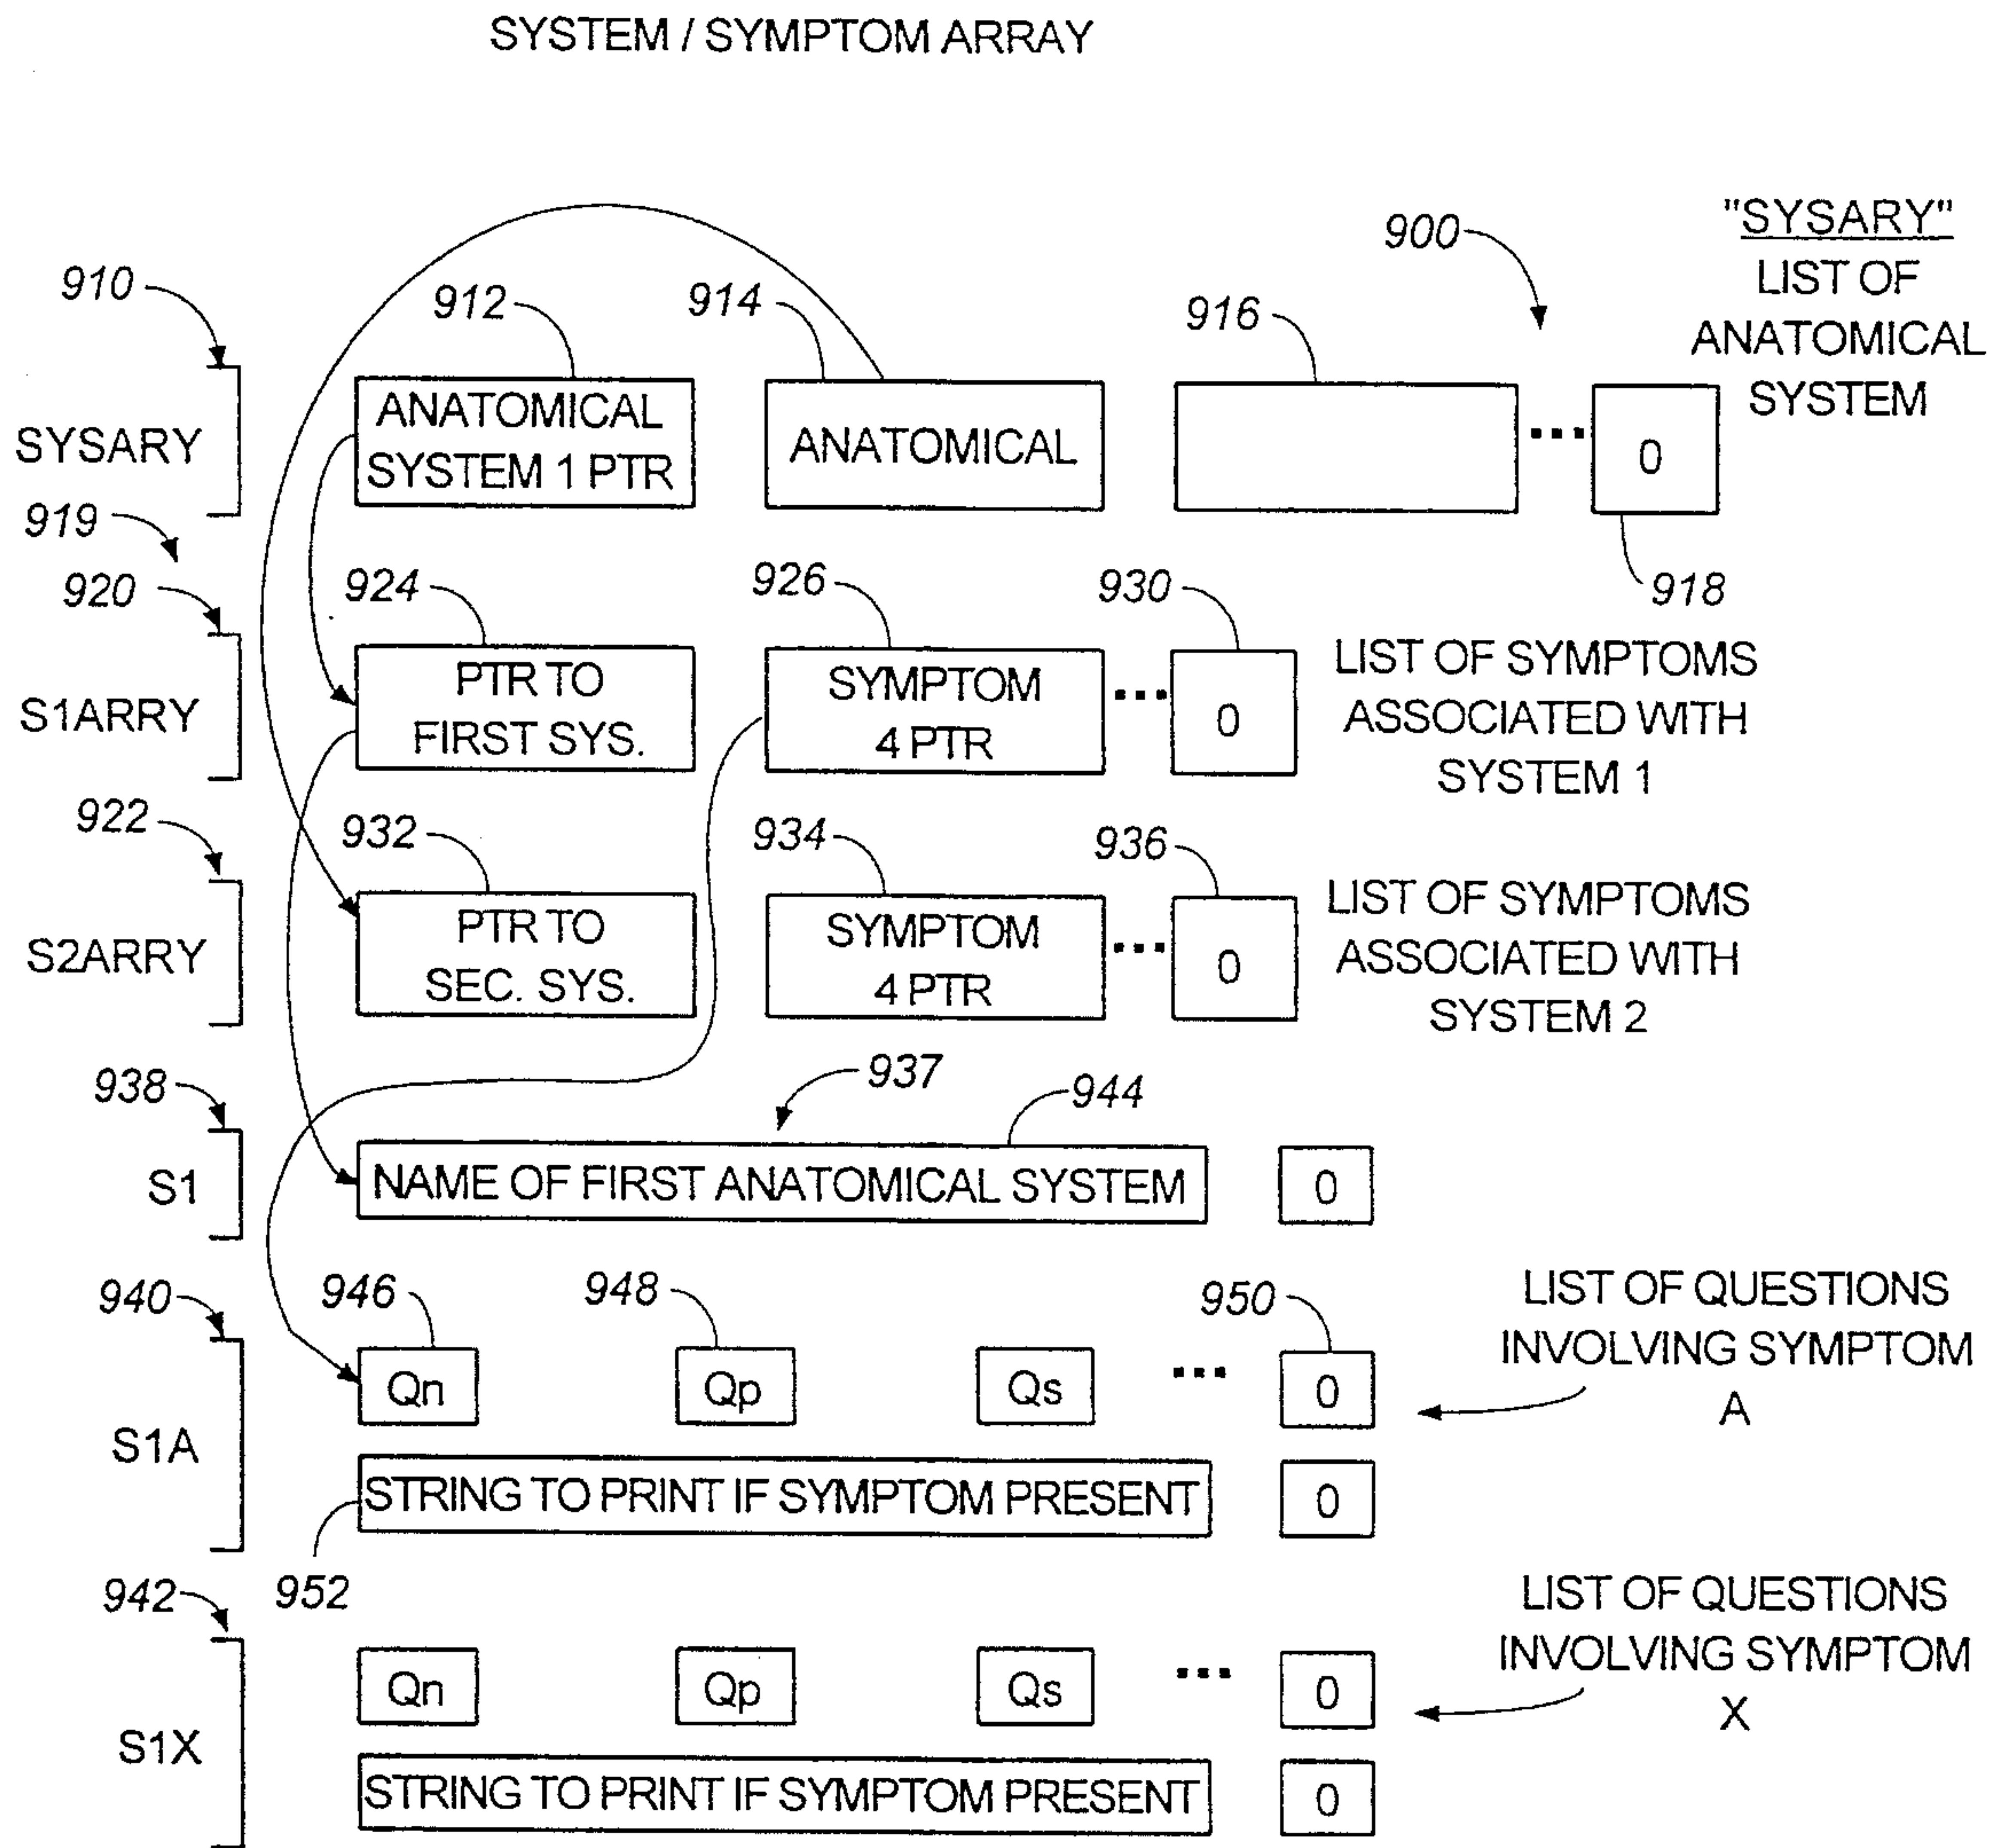 SYSTEM / SYMPTOM ARRAY
900
"SYSARY"
LIST OF
ANATOMICAL
SYSTEM
910
912
914
916
SYSARY
ANATOMICAL
SYSTEM 1 PTR
ANATOMICAL
...
0
918
919
920
924
926
930
S1ARRY
PTR TO
FIRST SYS.
SYMPTOM
4 PTR
...
0
LIST OF SYMPTOMS
ASSOCIATED WITH
SYSTEM 1
922
932
934
936
S2ARRY
PTR TO
SEC. SYS.
SYMPTOM
4 PTR
...
0
LIST OF SYMPTOMS
ASSOCIATED WITH
SYSTEM 2
938
937
944
S1
NAME OF FIRST ANATOMICAL SYSTEM
0
940
946
948
950
S1A
Qn
Qp
Qs
...
0
LIST OF QUESTIONS
INVOLVING SYMPTOM
A
STRING TO PRINT IF SYMPTOM PRESENT
0
952
942
S1X
Qn
Qp
Qs
...
0
LIST OF QUESTIONS
INVOLVING SYMPTOM
X
STRING TO PRINT IF SYMPTOM PRESENT
0